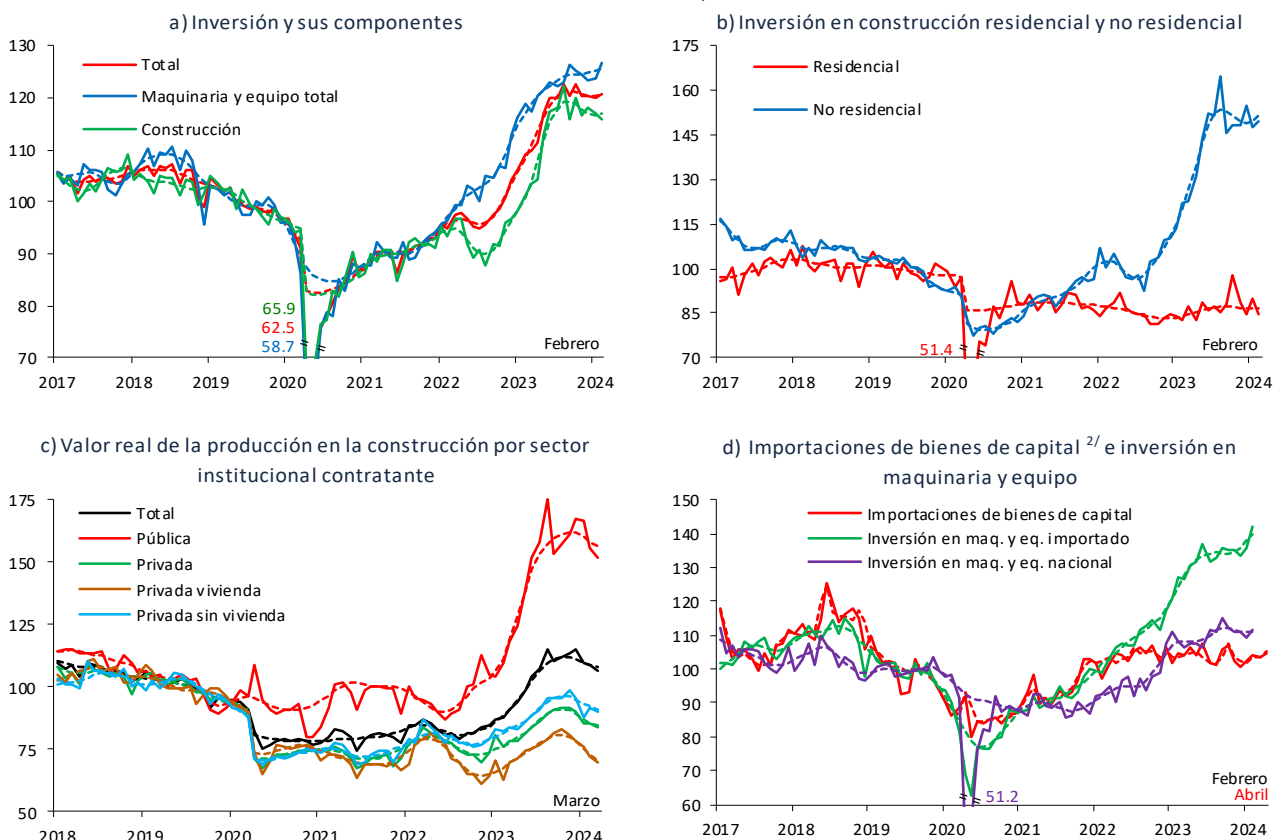 a) Inversión y sus componentes
130
120
110
100
90
80
70
Total
Maquinaria y equipo total
Construcción
65.9
62.5
58.7
Febrero
2017 2018 2019 2020 2021 2022 2023 2024
b) Inversión en construcción residencial y no residencial
175
160
145
130
115
100
85
70
Residencial
No residencial
51.4
Febrero
2017 2018 2019 2020 2021 2022 2023 2024
c) Valor real de la producción en la construcción por sector
institucional contratante
175
150
125
100
75
50
Total
Pública
Privada
Privada vivienda
Privada sin vivienda
Marzo
2018 2019 2020 2021 2022 2023 2024
d) Importaciones de bienes de capital 2/ e inversión en
maquinaria y equipo
150
140
130
120
110
100
90
80
70
60
Importaciones de bienes de capital
Inversión en maq. y eq. importado
Inversión en maq. y eq. nacional
51.2
Febrero
Abril
2017 2018 2019 2020 2021 2022 2023 2024